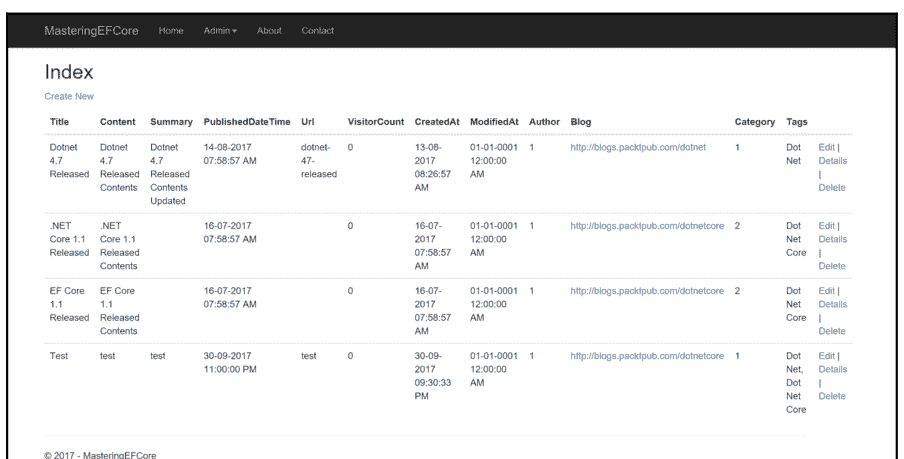 MasteringEFCore Home Admin About Contact
Index
Create New
Title Content Summary PublishedDateTime Url VisitorCount CreatedAt ModifiedAt Author Blog Category Tags
Dotnet 4.7 Released Dotnet 4.7 Released Contents Dotnet 4.7 Released Contents Updated 14-08-2017 07:58:57 AM dotnet-47-released 0 13-08-2017 08:26:57 AM 01-01-0001 12:00:00 AM 1 http://blogs.packtpub.com/dotnet 1 Dot Net Edit | Details | Delete
.NET Core 1.1 Released .NET Core 1.1 Released Contents 16-07-2017 07:58:57 AM 0 16-07-2017 07:58:57 AM 01-01-0001 12:00:00 AM 1 http://blogs.packtpub.com/dotnetcore 2 Dot Net Core Edit | Details | Delete
EF Core 1.1 Released EF Core 1.1 Released Contents 16-07-2017 07:58:57 AM 0 16-07-2017 07:58:57 AM 01-01-0001 12:00:00 AM 1 http://blogs.packtpub.com/dotnetcore 2 Dot Net Core Edit | Details | Delete
Test test test 30-09-2017 11:00:00 PM test 0 30-09-2017 09:30:33 PM 01-01-0001 12:00:00 AM 1 http://blogs.packtpub.com/dotnetcore 1 Dot Net, Dot Net Core Edit | Details | Delete
© 2017 - MasteringEFCore